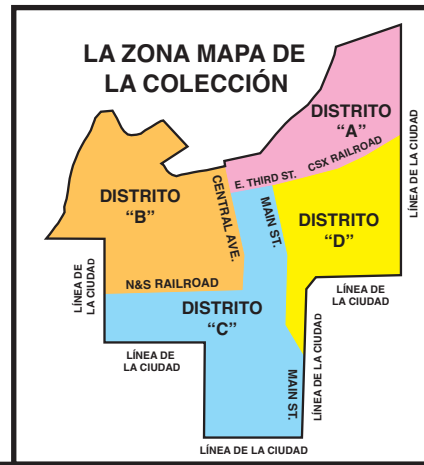 LA ZONA MAPA DE
LA COLECCIÓN
DISTRITO
“A”
CSX RAILROAD
E. THIRD ST.
LÍNEA DE LA CIUDAD
DISTRITO
“B”
CENTRAL AVE.
MAIN ST.
DISTRITO
“D”
N&S RAILROAD
LÍNEA DE
LA CIUDAD
LÍNEA DE
LA CIUDAD
DISTRITO
“C”
LÍNEA DE
LA CIUDAD
MAIN ST.
LÍNEA DE LA CIUDAD
LÍNEA DE LA CIUDAD